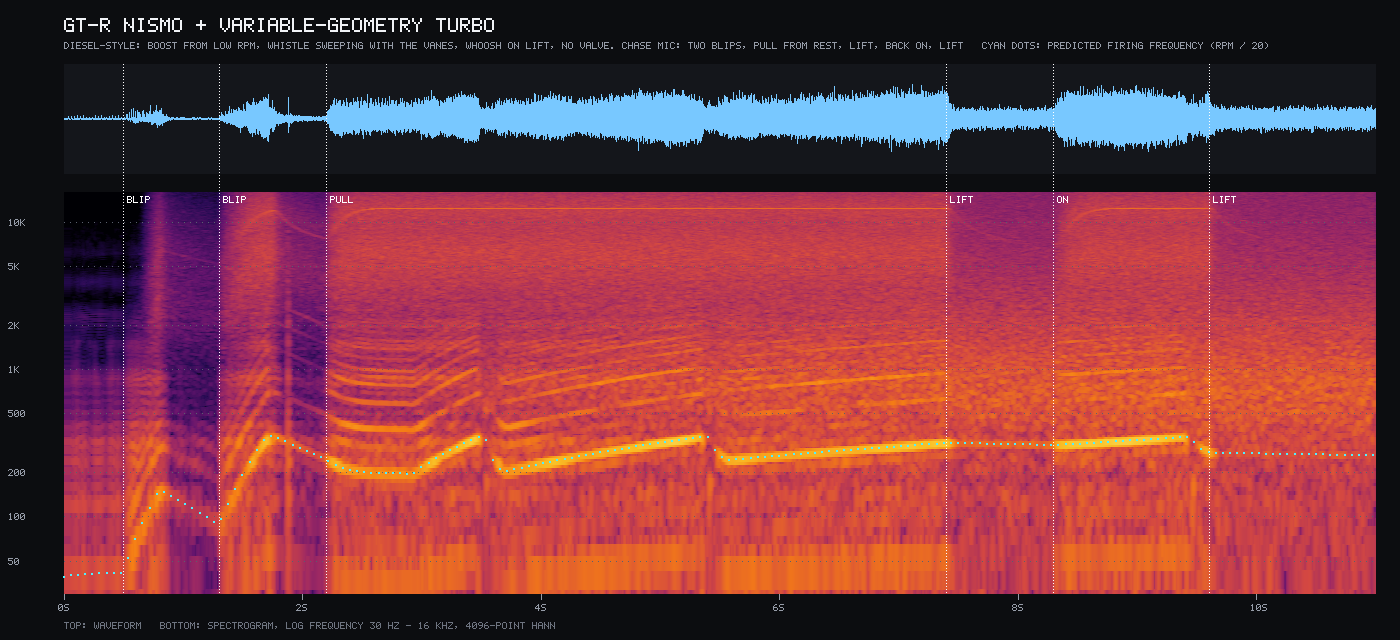 GT-R NISMO + VARIABLE-GEOMETRY TURBO
DIESEL-STYLE: BOOST FROM LOW RPM, WHISTLE SWEEPING WITH THE VANES, WHOOSH ON LIFT, NO VALVE. CHASE MIC: TWO BLIPS, PULL FROM REST, LIFT, BACK ON, LIFT   CYAN DOTS: PREDICTED FIRING FREQUENCY (RPM / 20)
BLIP BLIP PULL LIFT ON LIFT
10K
5K
2K
1K
500
200
100
50
0S 2S 4S 6S 8S 10S
TOP: WAVEFORM   BOTTOM: SPECTROGRAM, LOG FREQUENCY 30 HZ - 16 KHZ, 4096-POINT HANN